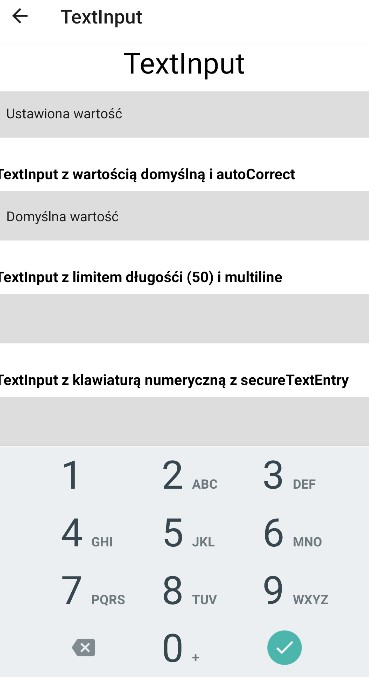 TextInput
TextInput
Ustawiona wartość
TextInput z wartością domyślną i autoCorrect
Domyślna wartość
TextInput z limitem długośći (50) i multiline
TextInput z klawiaturą numeryczną z secureTextEntry
1 2 ABC 3 DEF
4 GHI 5 JKL 6 MNO
7 PQRS 8 TUV 9 WXYZ
0 +